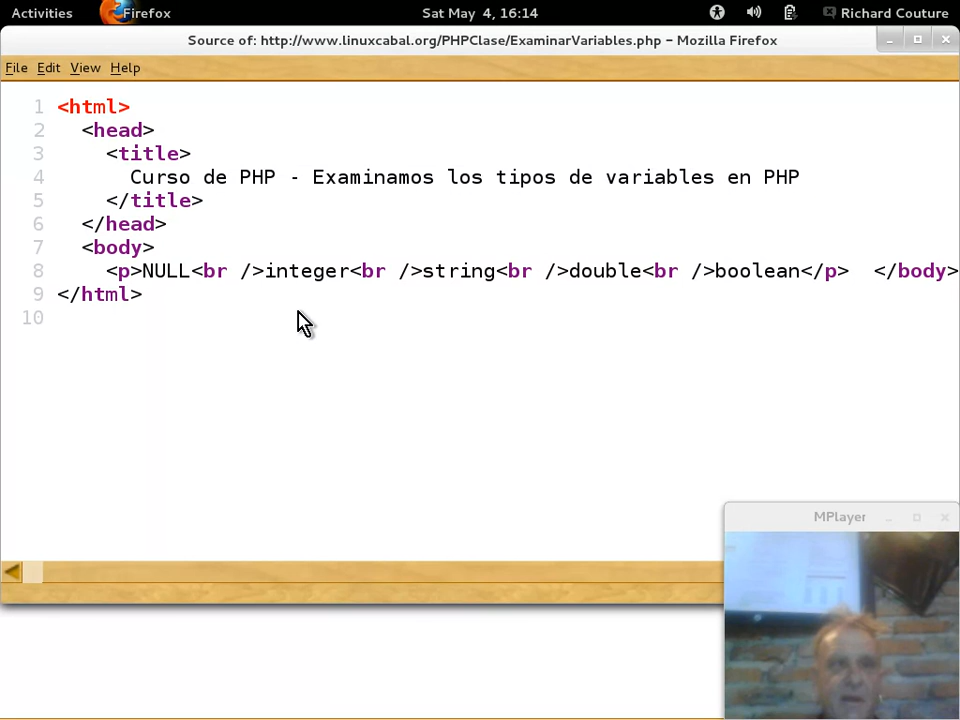 Activities Firefox Sat May 4, 16:14 Richard Couture
Source of: http://www.linuxcabal.org/PHPClase/ExaminarVariables.php - Mozilla Firefox
File Edit View Help
1 <html>
2 <head>
3 <title>
4 Curso de PHP - Examinamos los tipos de variables en PHP
5 </title>
6 </head>
7 <body>
8 <p>NULL<br />integer<br />string<br />double<br />boolean</p> </body>
9 </html>
10
MPlayer